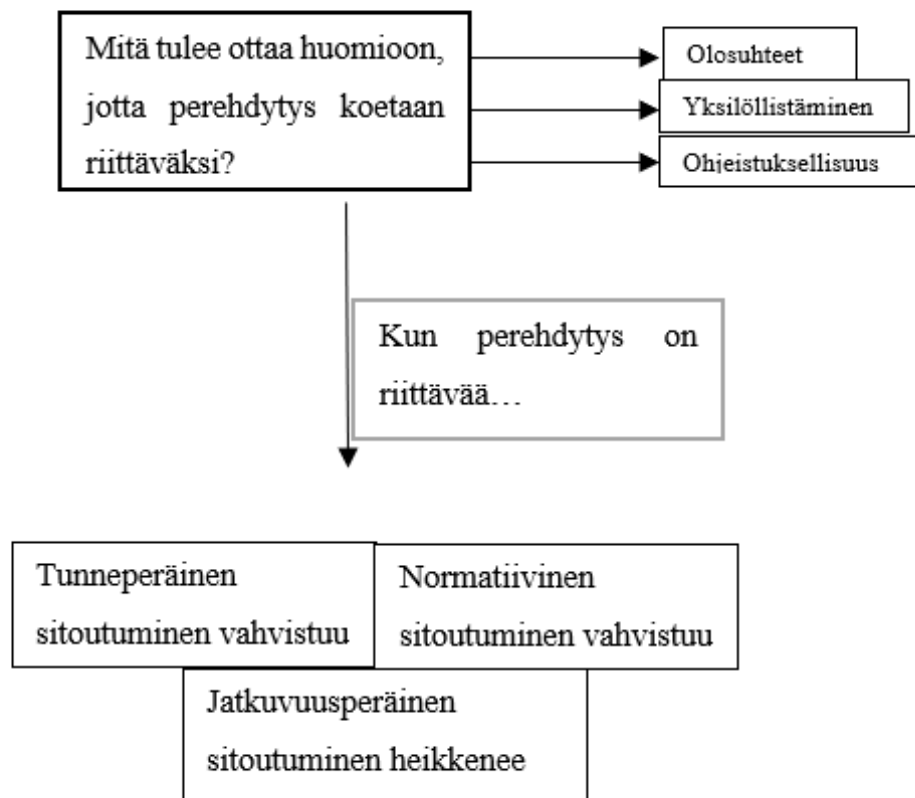 Mitä tulee ottaa huomioon,
jotta perehdytys koetaan
riittäväksi?
Olosuhteet
Yksilöllistäminen
Ohjeistuksellisuus
Kun perehdytys on
riittävää…
Tunneperäinen
sitoutuminen vahvistuu
Normatiivinen
sitoutuminen vahvistuu
Jatkuvuusperäinen
sitoutuminen heikkenee